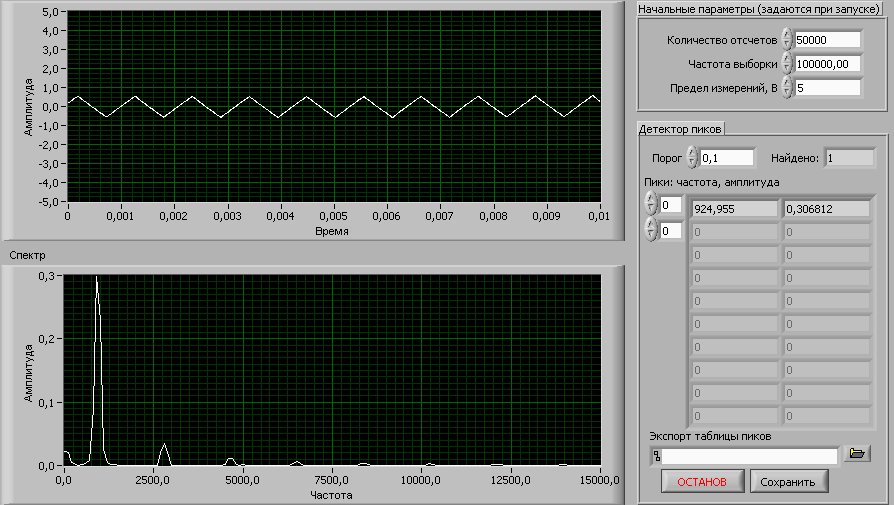 5,0
4,0
3,0
2,0
1,0
0,0
-1,0
-2,0
-3,0
-4,0
-5,0
Амплитуда
0 0,001 0,002 0,003 0,004 0,005 0,006 0,007 0,008 0,009 0,01
Время
Спектр
0,3
0,2
0,1
0,0
Амплитуда
0,0 2500,0 5000,0 7500,0 10000,0 12500,0 15000,0
Частота
Начальные параметры (задаются при запуске)
Количество отсчетов 50000
Частота выборки 100000,00
Предел измерений, В 5
Детектор пиков
Порог 0,1 Найдено: 1
Пики: частота, амплитуда
0 924,955 0,306812
0 0 0
0 0
0 0
0 0
0 0
0 0
0 0
0 0
0 0
Экспорт таблицы пиков
ОСТАНОВ Сохранить